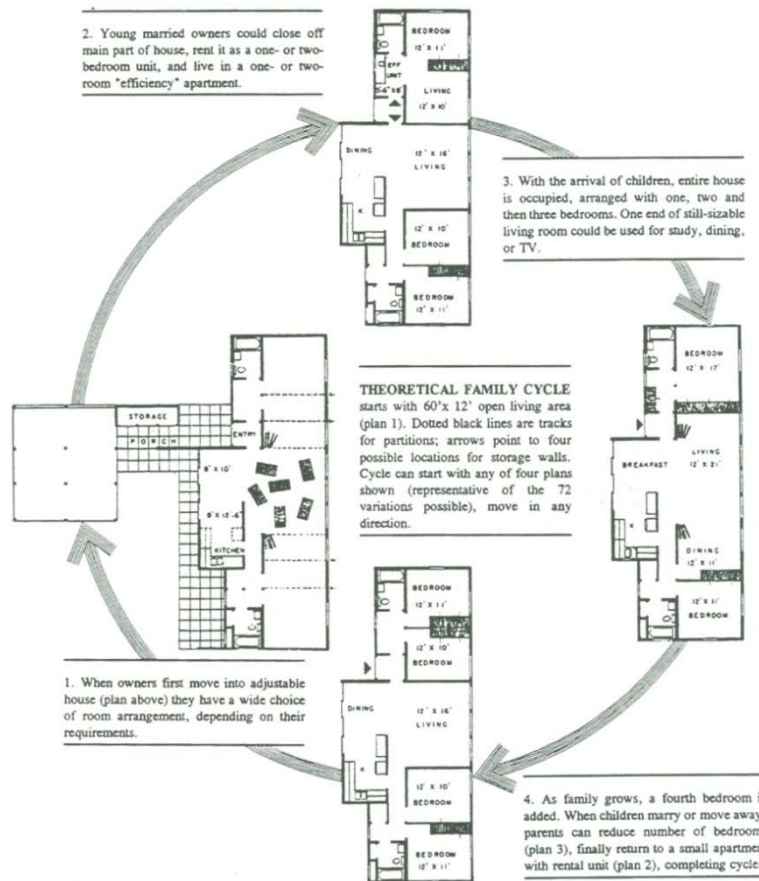 2. Young married owners could close off
main part of house, rent it as a one- or two-
bedroom unit, and live in a one- or two-
room "efficiency" apartment.
BEDROOM
12' X 11'
EFF
UNIT
LIVING
12' X 10'
DINING
12' X 16'
LIVING
K
12' X 10'
BEDROOM
BEDROOM
12' X 11'
3. With the arrival of children, entire house
is occupied, arranged with one, two and
then three bedrooms. One end of still-sizable
living room could be used for study, dining,
or TV.
STORAGE
PORCH
ENTRY
8' X 10'
8' X 12'-6"
KITCHEN
THEORETICAL FAMILY CYCLE
starts with 60'x 12' open living area
(plan 1). Dotted black lines are tracks
for partitions; arrows point to four
possible locations for storage walls.
Cycle can start with any of four plans
shown (representative of the 72
variations possible), move in any
direction.
BEDROOM
12' X 17'
LIVING
12' X 21'
BREAKFAST
K
DINING
12' X 11'
12' X 11'
BEDROOM
1. When owners first move into adjustable
house (plan above) they have a wide choice
of room arrangement, depending on their
requirements.
BEDROOM
12' X 11'
12' X 10'
BEDROOM
DINING
12' X 16'
LIVING
K
12' X 10'
BEDROOM
BEDROOM
12' X 11'
4. As family grows, a fourth bedroom i
added. When children marry or move away
parents can reduce number of bedroom
(plan 3), finally return to a small apartmen
with rental unit (plan 2), completing cycle